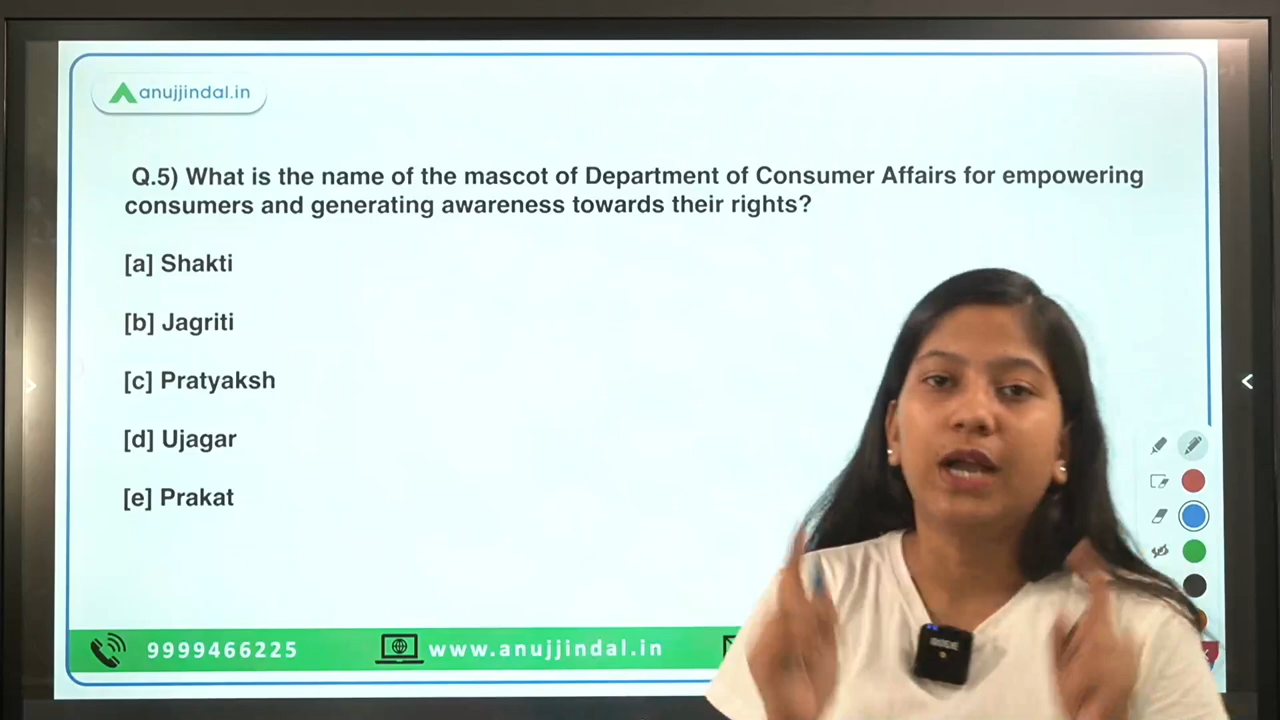 anujjindal.in
Q.5) What is the name of the mascot of Department of Consumer Affairs for empowering
consumers and generating awareness towards their rights?
[a] Shakti
[b] Jagriti
[c] Pratyaksh
[d] Ujagar
[e] Prakat
9999466225
www.anujjindal.in